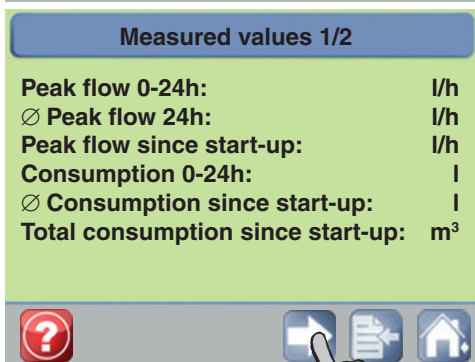 Measured values 1/2
Peak flow 0-24h: l/h
∅ Peak flow 24h: l/h
Peak flow since start-up: l/h
Consumption 0-24h: l
∅ Consumption since start-up: l
Total consumption since start-up: m³
?